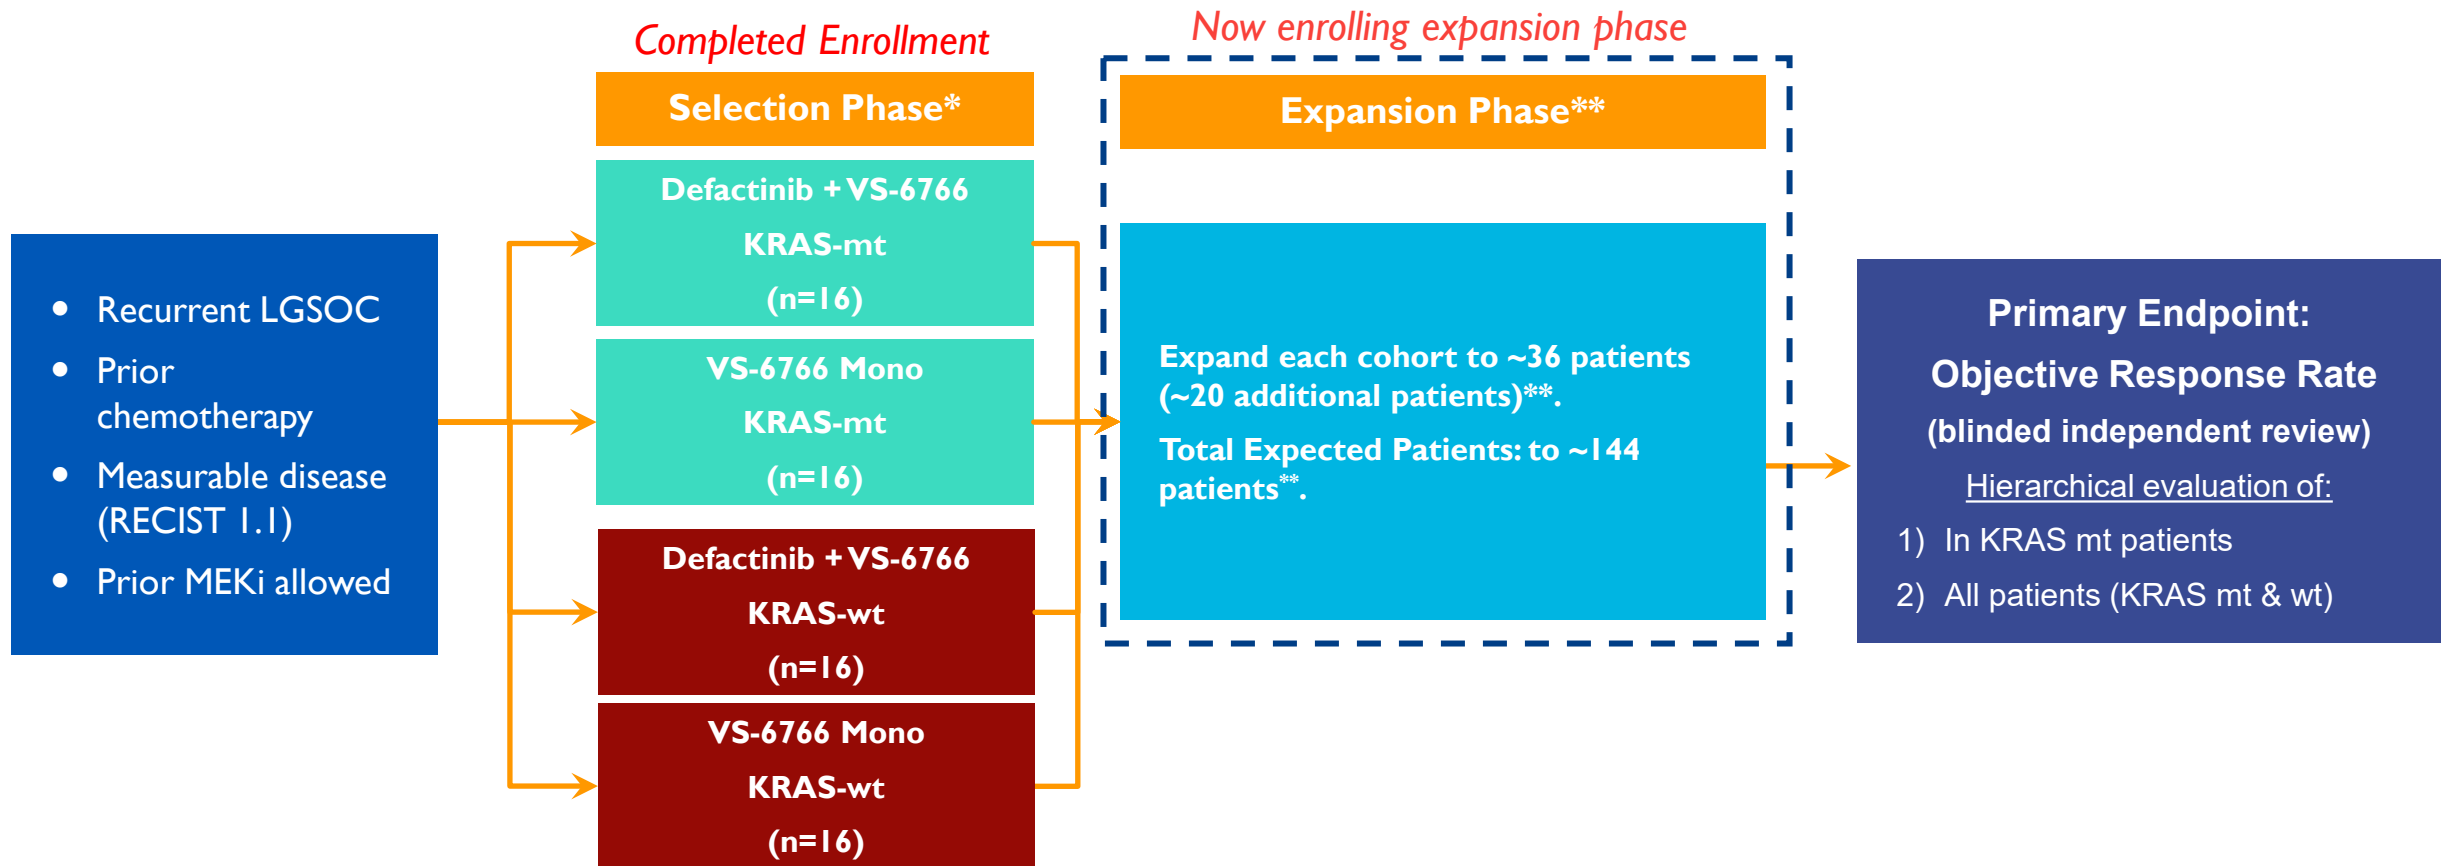 Completed Enrollment
Now enrolling expansion phase
Selection Phase*
Expansion Phase**
• Recurrent LGSOC
• Prior
chemotherapy
• Measurable disease
(RECIST 1.1)
• Prior MEKi allowed
Defactinib + VS-6766
KRAS-mt
(n=16)
VS-6766 Mono
KRAS-mt
(n=16)
Defactinib + VS-6766
KRAS-wt
(n=16)
VS-6766 Mono
KRAS-wt
(n=16)
Expand each cohort to ~36 patients
(~20 additional patients)**.
Total Expected Patients: to ~144
patients**.
Primary Endpoint:
Objective Response Rate
(blinded independent review)
Hierarchical evaluation of:
1) In KRAS mt patients
2) All patients (KRAS mt & wt)